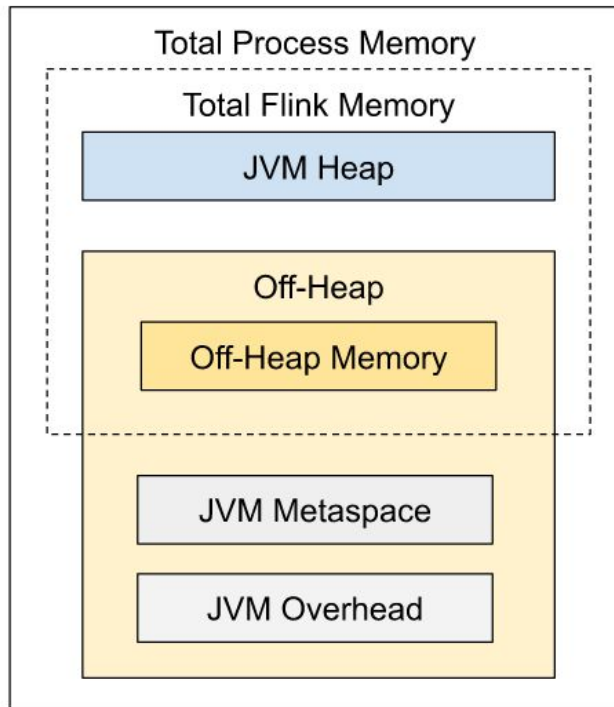 Total Process Memory
Total Flink Memory
JVM Heap
Off-Heap
Off-Heap Memory
JVM Metaspace
JVM Overhead